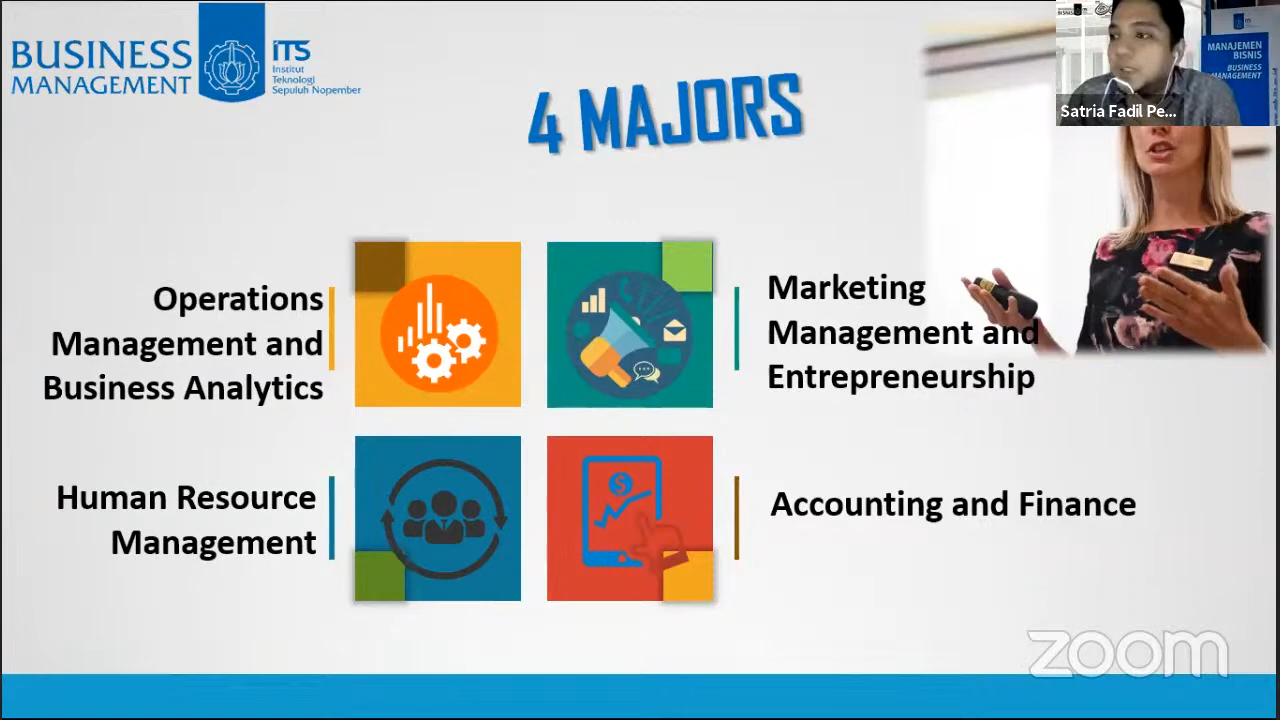 BUSINESS
MANAGEMENT
iTS
Institut
Teknologi
Sepuluh Nopember
4 MAJORS
MANAJEMEN
BISNIS
BUSINESS
MANAGEMENT
Satria Fadil Pe...
Operations
Management and
Business Analytics
Marketing
Management and
Entrepreneurship
Human Resource
Management
$
Accounting and Finance
zoom